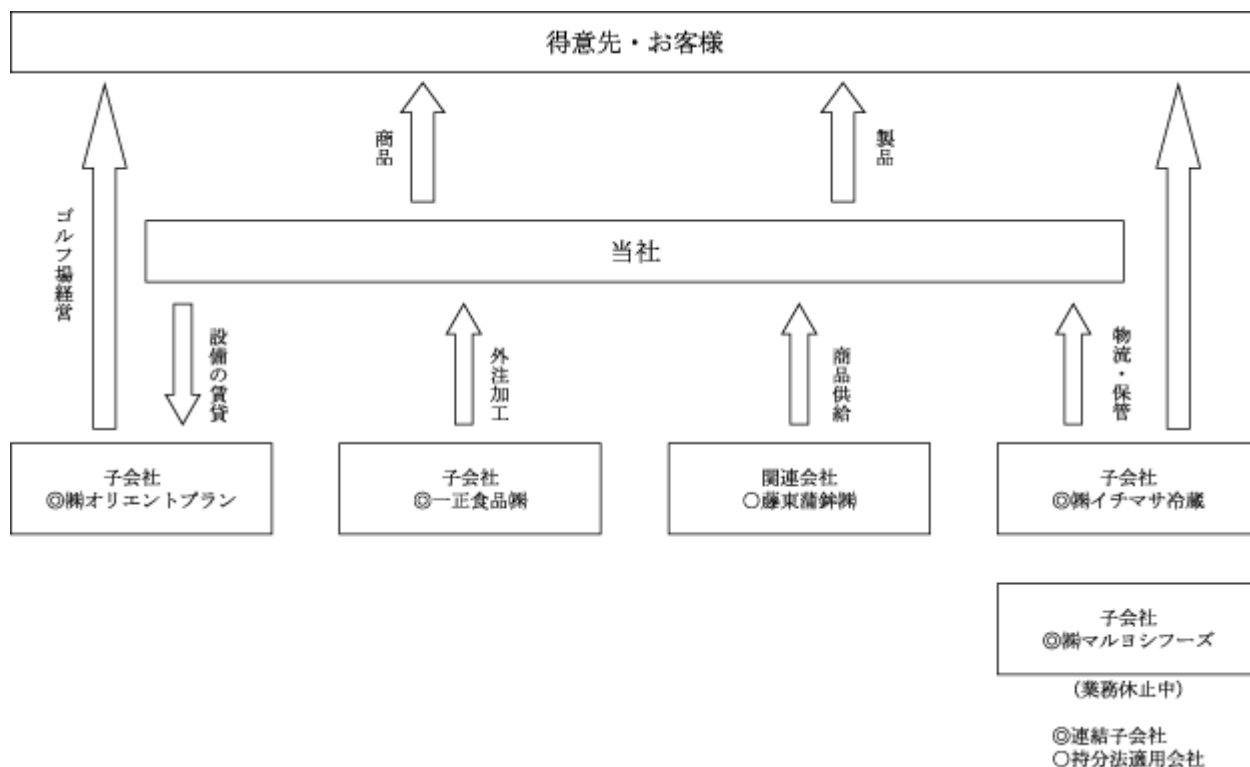 得意先・お客様
商品
製品
ゴルフ場経営
当社
設備の賃貸
外注加工
商品供給
物流・保管
子会社
◎㈱オリエントプラン
子会社
◎一正食品㈱
関連会社
○藤東蒲鉾㈱
子会社
◎㈱イチマサ冷蔵
子会社
◎㈱マルヨシフーズ
(業務休止中)
◎連結子会社
○持分法適用会社